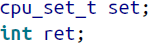 cpu_set_t set;
int ret;